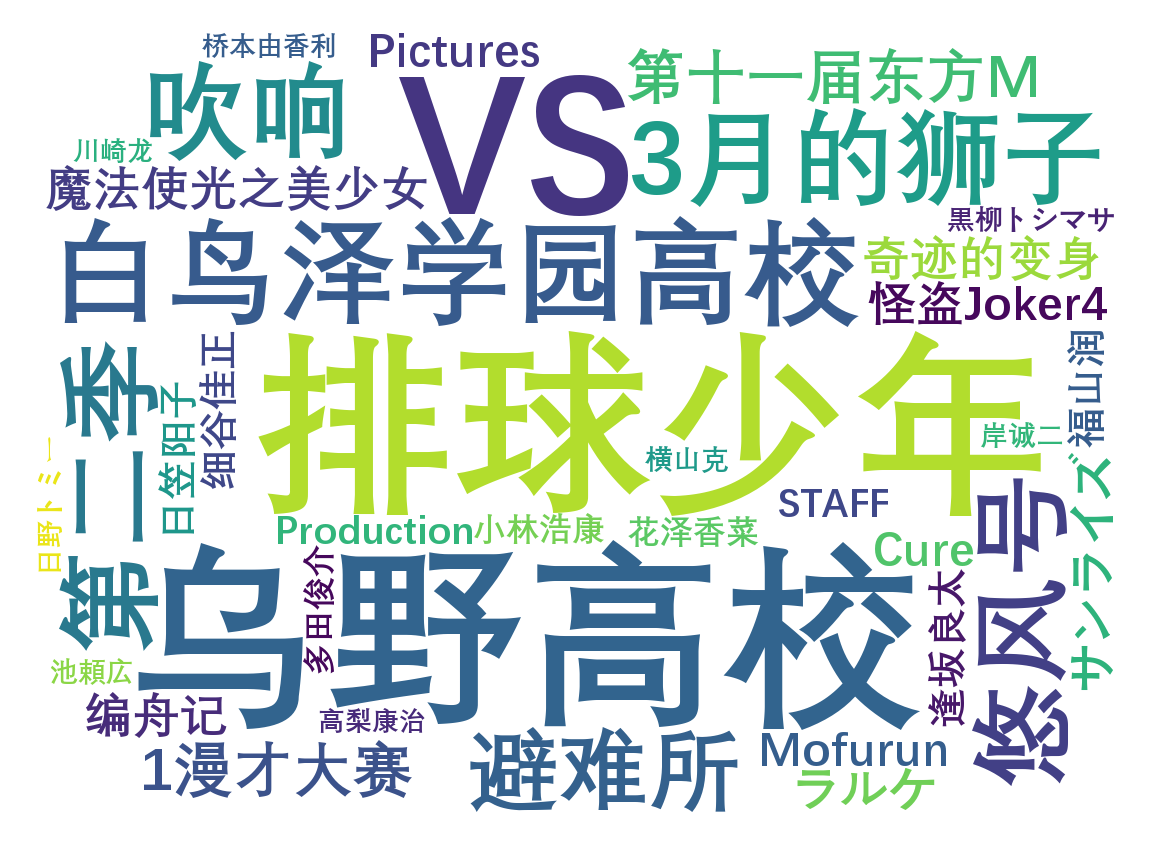 桥本由香利
Pictures
VS
第十一届东方M
吹响
3月的狮子
川崎龙
魔法使光之美少女
黒柳トシマサ
白鸟泽学园高校
奇迹的变身
怪盗Joker4
第二季
细谷佳正
日笠阳子
排球少年
福山润
岸诚二
横山克
日野トミー
サンライズ
STAFF
悠风号
Production
小林浩康
花泽香菜
Cure
乌野高校
多田俊介
逢坂良太
池頼広
编舟记
高梨康治
1漫才大赛
避难所
Mofurun
ラルケ